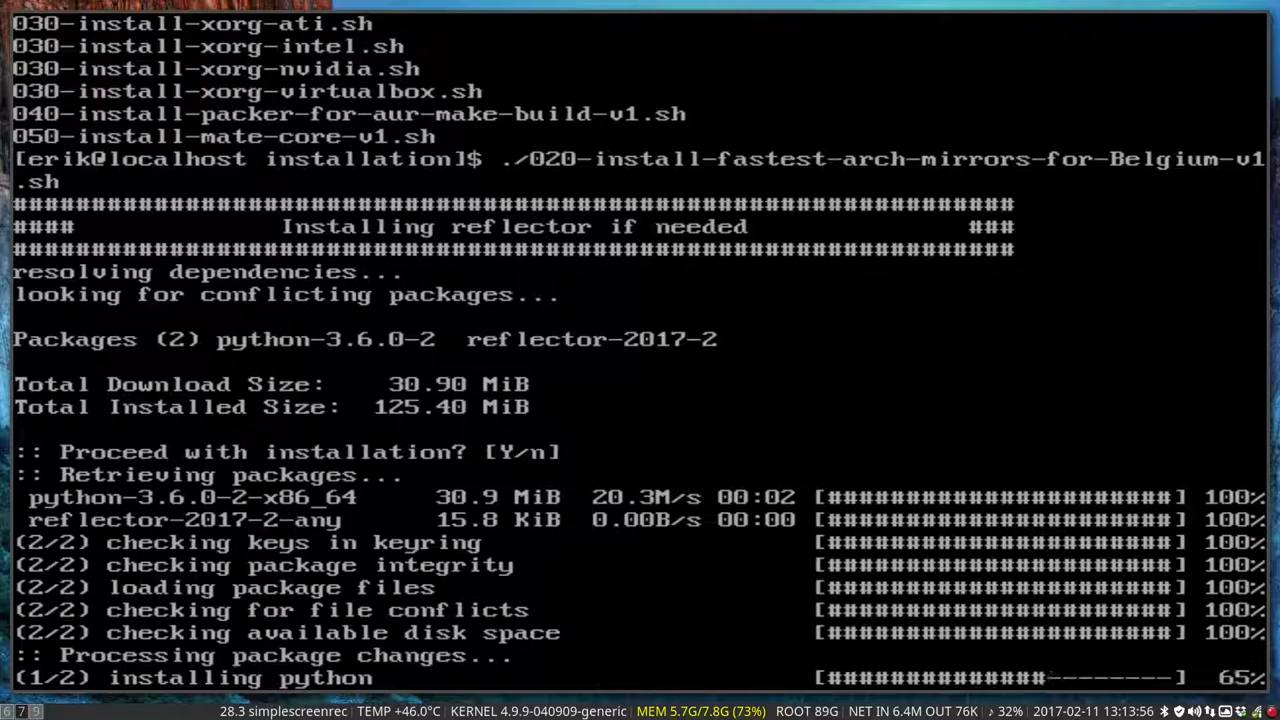 030-install-xorg-ati.sh
030-install-xorg-intel.sh
030-install-xorg-nvidia.sh
030-install-xorg-virtualbox.sh
040-install-packer-for-aur-make-build-v1.sh
050-install-mate-core-v1.sh
[erik@localhost installation]$ ./020-install-fastest-arch-mirrors-for-Belgium-v1
.sh
################################################################
####             Installing reflector if needed              ###
################################################################
resolving dependencies...
looking for conflicting packages...
Packages (2) python-3.6.0-2  reflector-2017-2
Total Download Size:    30.90 MiB
Total Installed Size:  125.40 MiB
:: Proceed with installation? [Y/n]
:: Retrieving packages...
 python-3.6.0-2-x86_64     30.9 MiB  20.3M/s 00:02 [######################] 100%
 reflector-2017-2-any      15.8 KiB  0.00B/s 00:00 [######################] 100%
(2/2) checking keys in keyring                     [######################] 100%
(2/2) checking package integrity                   [######################] 100%
(2/2) loading package files                        [######################] 100%
(2/2) checking for file conflicts                  [######################] 100%
(2/2) checking available disk space                [######################] 100%
:: Processing package changes...
(1/2) installing python                            [##############--------]  65%
6 7 9 28.3 simplescreenrec TEMP +46.0°C KERNEL 4.9.9-040909-generic MEM 5.7G/7.8G (73%) ROOT 89G NET IN 6.4M OUT 76K ♪ 32% 2017-02-11 13:13:56